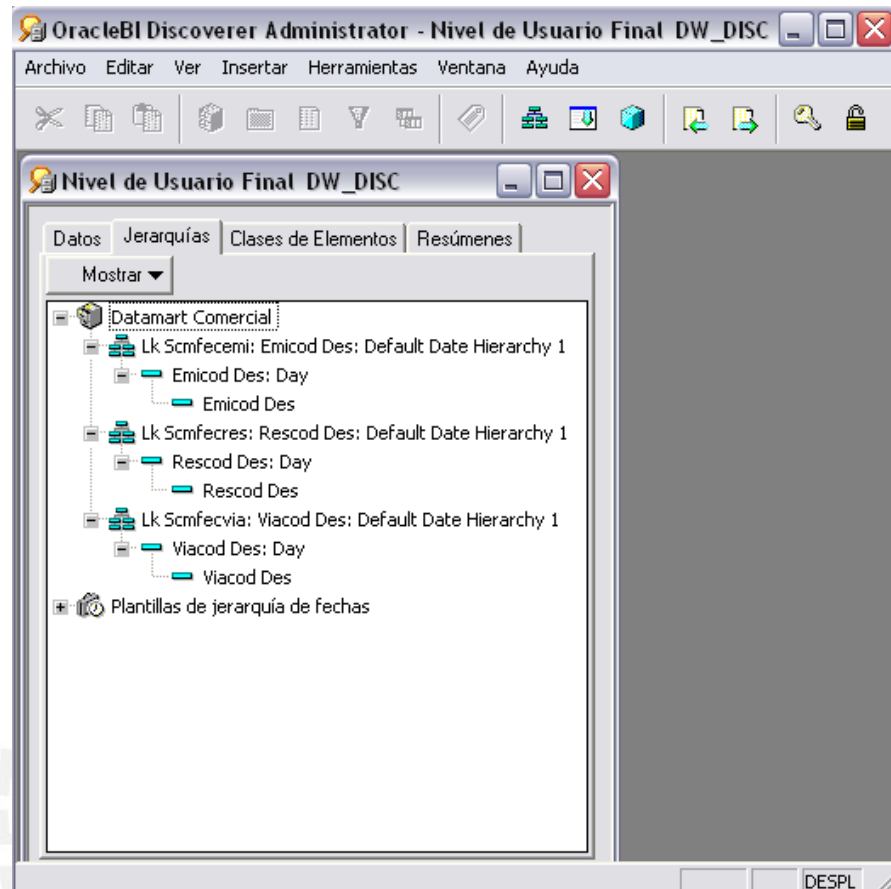 OracleBI Discoverer Administrator - Nivel de Usuario Final DW_DISC
Archivo Editar Ver Insertar Herramientas Ventana Ayuda
Nivel de Usuario Final DW_DISC
Datos Jerarquías Clases de Elementos Resúmenes
Mostrar
Datamart Comercial
Lk Scmfecemi: Emicod Des: Default Date Hierarchy 1
Emicod Des: Day
Emicod Des
Lk Scmfecres: Rescod Des: Default Date Hierarchy 1
Rescod Des: Day
Rescod Des
Lk Scmfecvia: Viacod Des: Default Date Hierarchy 1
Viacod Des: Day
Viacod Des
Plantillas de jerarquía de fechas
DESPL